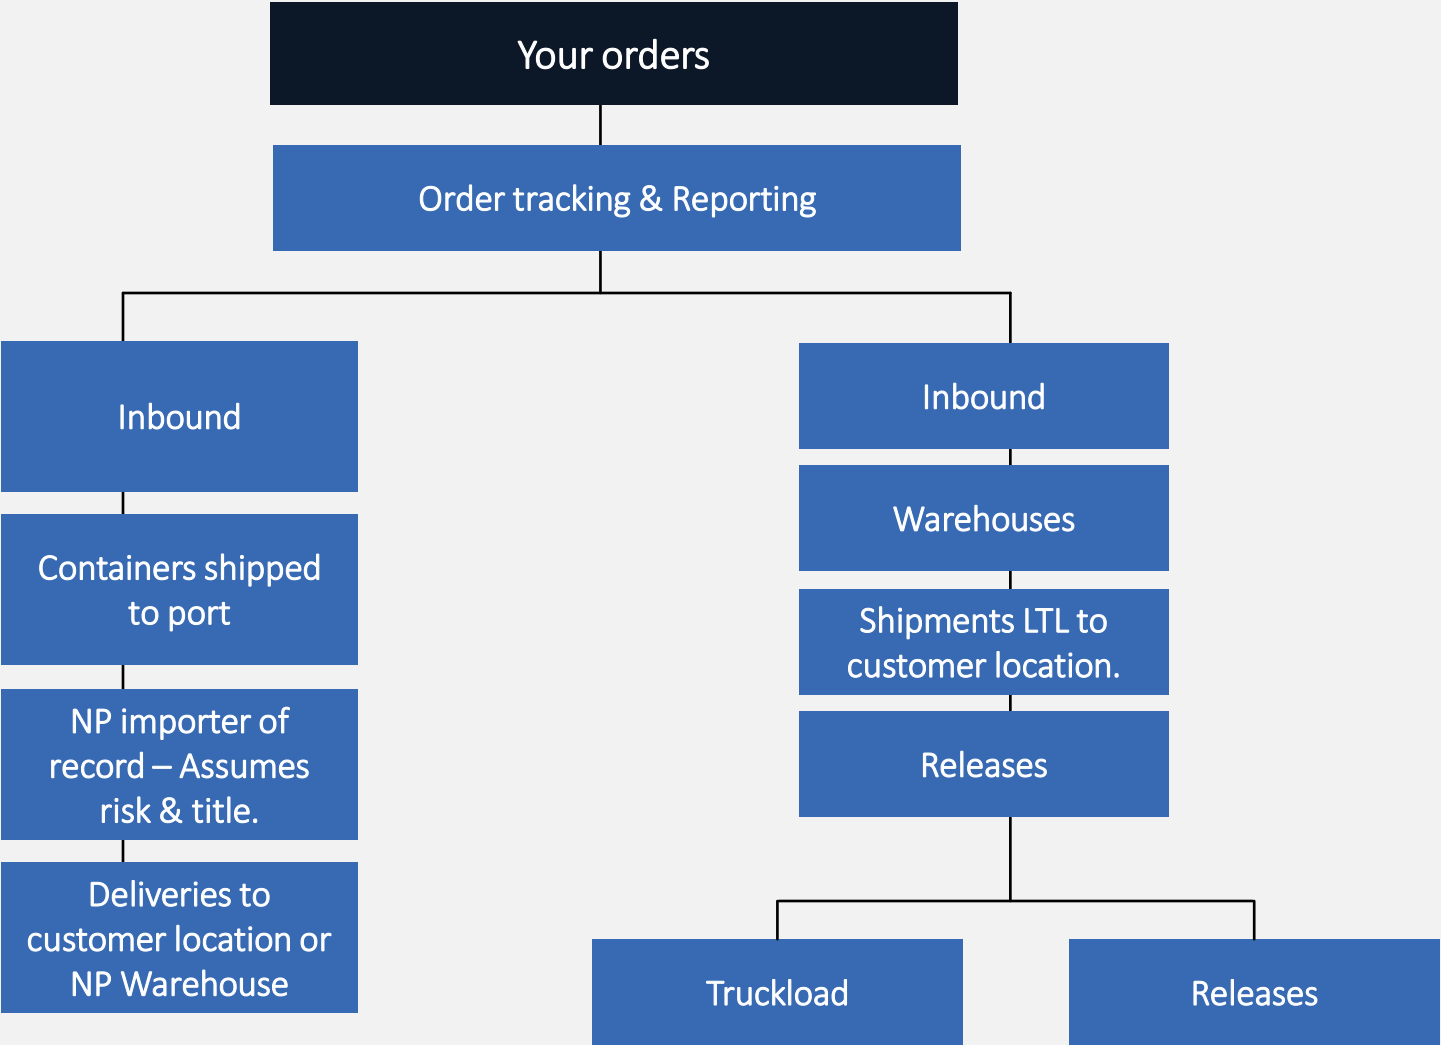 Your orders
Order tracking & Reporting
Inbound
Containers shipped
to port
NP importer of
record – Assumes
risk & title.
Deliveries to
customer location or
NP Warehouse
Inbound
Warehouses
Shipments LTL to
customer location.
Releases
Truckload
Releases